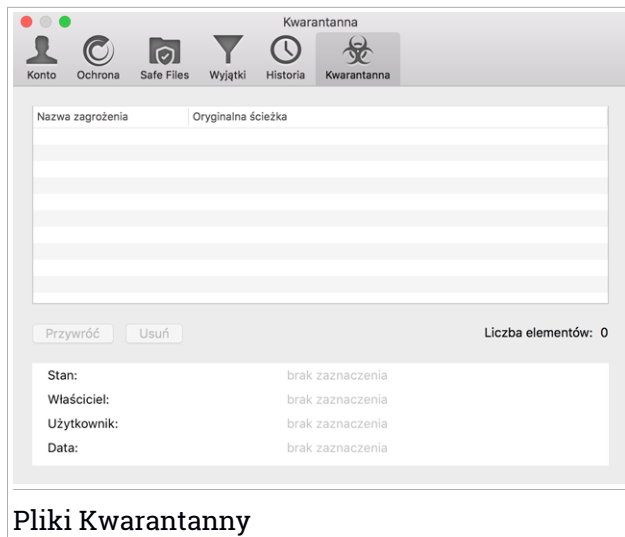 Kwarantanna
Konto Ochrona Safe Files Wyjątki Historia Kwarantanna
Nazwa zagrożenia Oryginalna ścieżka
Przywróć Usuń Liczba elementów: 0
Stan: brak zaznaczenia
Właściciel: brak zaznaczenia
Użytkownik: brak zaznaczenia
Data: brak zaznaczenia
Pliki Kwarantanny